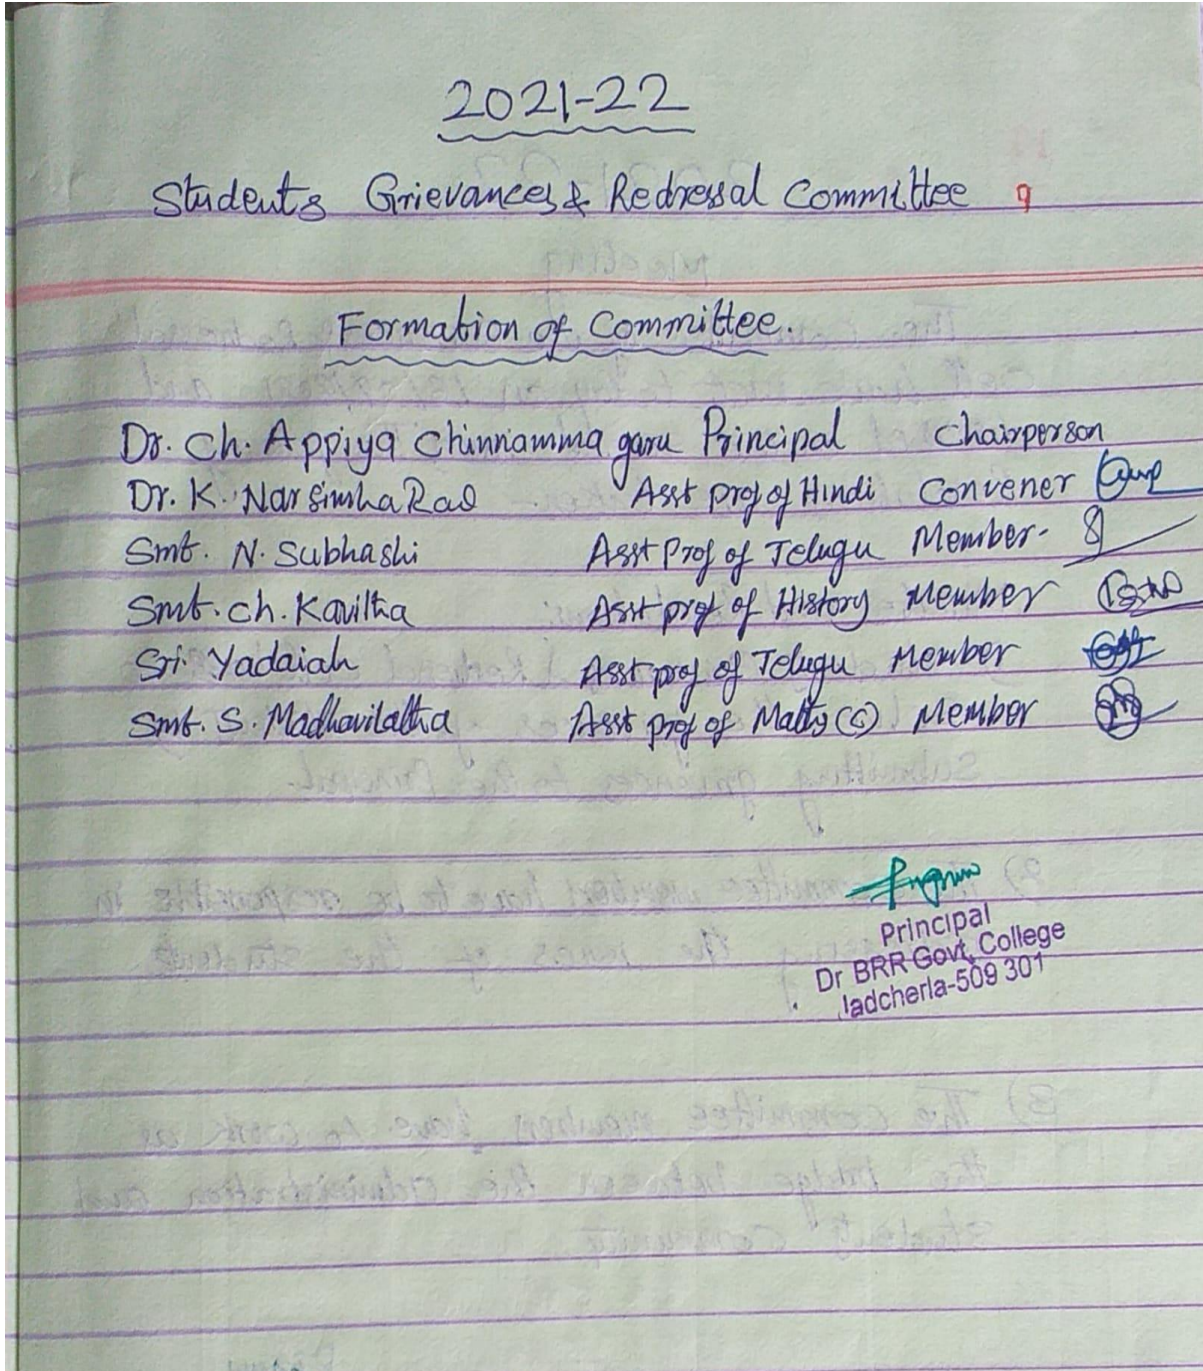 2021-22
Students Grievances & Redressal Committee 9
Formation of Committee.
Dr. Ch. Appiya Chinnamma garu Principal Chairperson
Dr. K. Narsimha Rao Asst prof of Hindi Convener
Smt. N. Subhashi Asst Prof of Telugu Member-
Smt. ch. Kavitha Asst prof of History Member
Sri. Yadaiah Asst prof of Telugu Member
Smt. S. Madhavilatha Asst prof of Maths (c) Member
Principal
Dr BRR Govt. College
Jadcherla-509 301